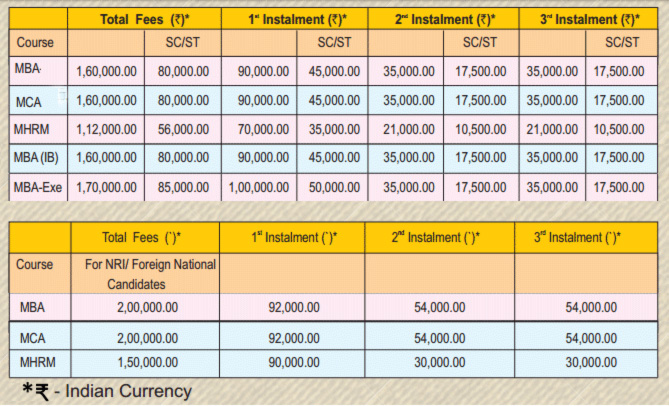 Total Fees (₹)* 1st Instalment (₹)* 2nd Instalment (₹)* 3rd Instalment (₹)*
Course SC/ST SC/ST SC/ST SC/ST
MBA 1,60,000.00 80,000.00 90,000.00 45,000.00 35,000.00 17,500.00 35,000.00 17,500.00
MCA 1,60,000.00 80,000.00 90,000.00 45,000.00 35,000.00 17,500.00 35,000.00 17,500.00
MHRM 1,12,000.00 56,000.00 70,000.00 35,000.00 21,000.00 10,500.00 21,000.00 10,500.00
MBA (IB) 1,60,000.00 80,000.00 90,000.00 45,000.00 35,000.00 17,500.00 35,000.00 17,500.00
MBA-Exe 1,70,000.00 85,000.00 1,00,000.00 50,000.00 35,000.00 17,500.00 35,000.00 17,500.00
Total Fees (`)* 1st Instalment (`)* 2nd Instalment (`)* 3rd Instalment (`)*
Course For NRI/ Foreign National
Candidates
MBA 2,00,000.00 92,000.00 54,000.00 54,000.00
MCA 2,00,000.00 92,000.00 54,000.00 54,000.00
MHRM 1,50,000.00 90,000.00 30,000.00 30,000.00
*₹ - Indian Currency